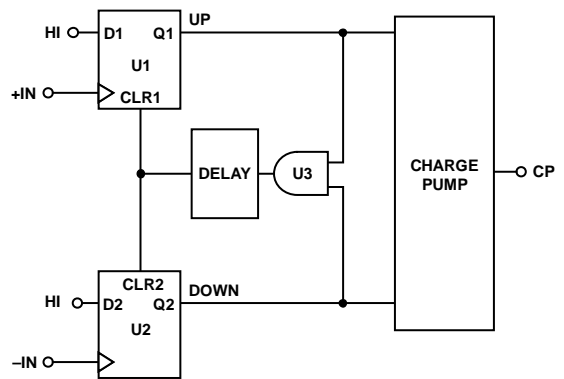 UP
HI
D1
Q1
U1
+IN
CLR1
DELAY
U3
CHARGE
PUMP
CP
CLR2
DOWN
HI
D2
Q2
U2
–IN